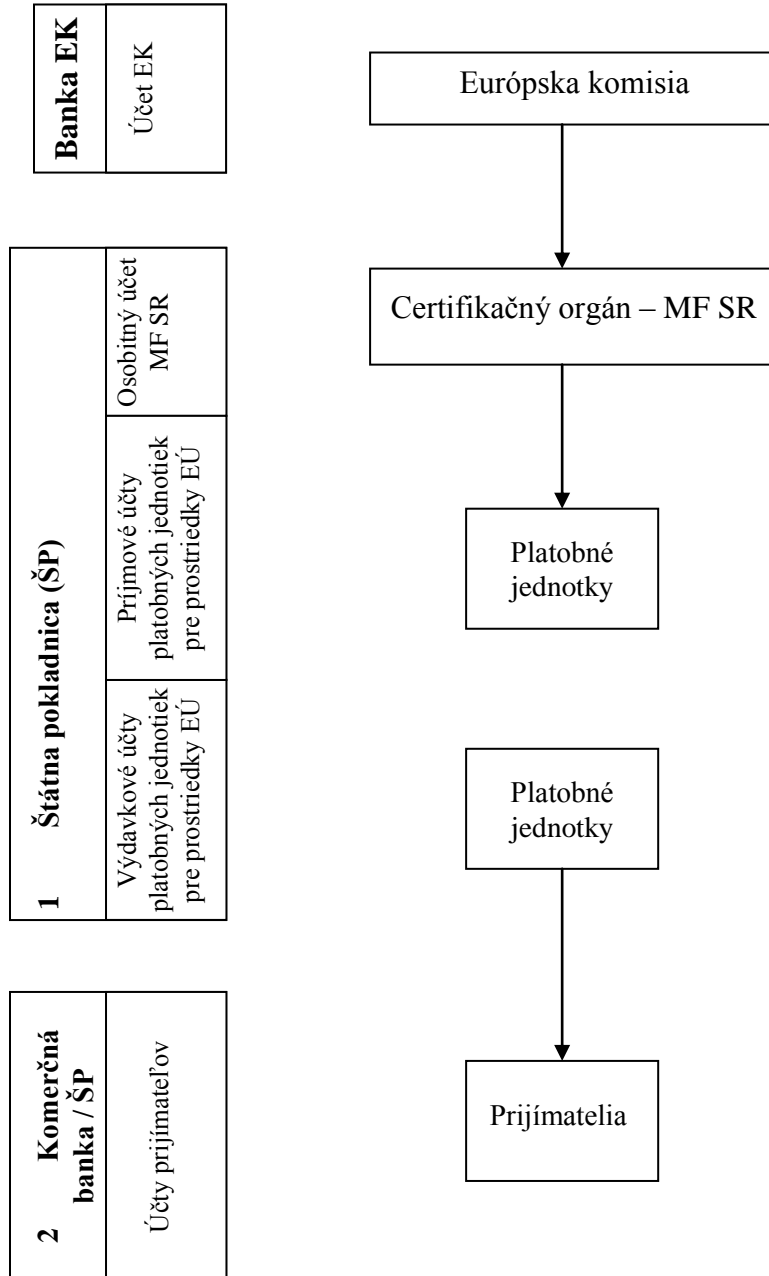 Banka EK
Účet EK
Európska komisia
1 Štátna pokladnica (ŠP)
Osobitný účet
MF SR
Certifikačný orgán – MF SR
Príjmové účty
platobných jednotiek
pre prostriedky EÚ
Platobné
jednotky
Výdavkové účty
platobných jednotiek
pre prostriedky EÚ
Platobné
jednotky
2 Komerčná
banka / ŠP
Účty prijímateľov
Prijímatelia